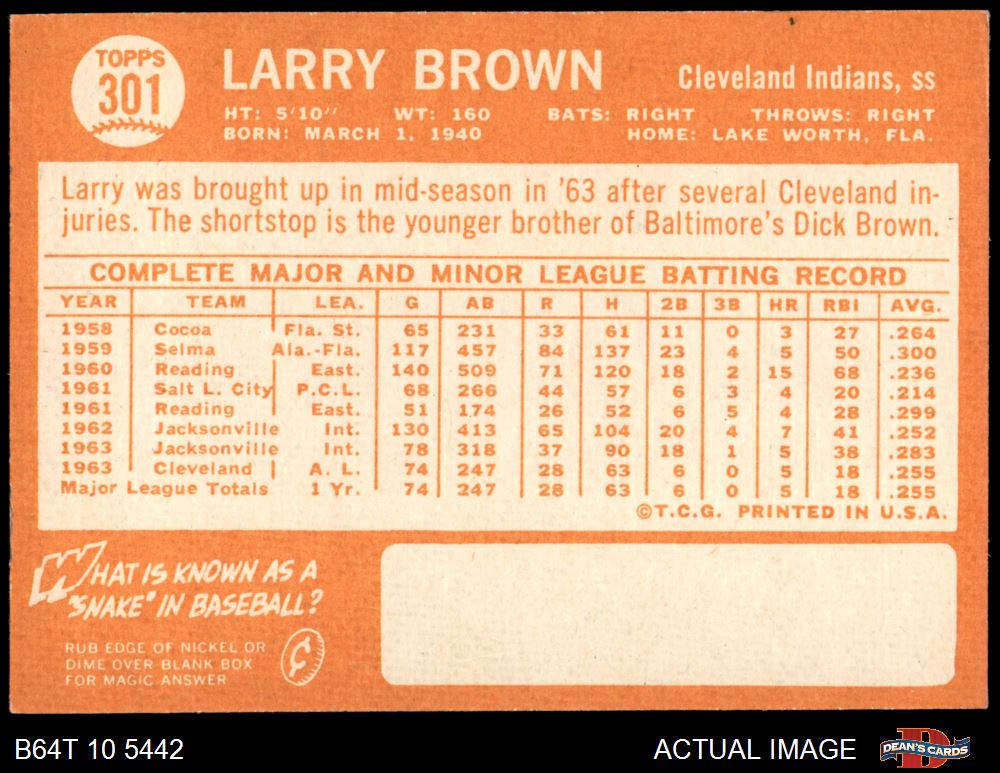 TOPPS
301
LARRY BROWN
Cleveland Indians, ss
HT: 5'10" WT: 160 BATS: RIGHT THROWS: RIGHT
BORN: MARCH 1, 1940 HOME: LAKE WORTH, FLA.
Larry was brought up in mid-season in '63 after several Cleveland in-
juries. The shortstop is the younger brother of Baltimore's Dick Brown.
COMPLETE MAJOR AND MINOR LEAGUE BATTING RECORD
YEAR TEAM LEA. G AB R H 2B 3B HR RBI AVG.
1958 Cocoa Fla. St. 65 231 33 61 11 0 3 27 .264
1959 Selma Ala.-Fla. 117 457 84 137 23 4 5 50 .300
1960 Reading East. 140 509 71 120 18 2 15 68 .236
1961 Salt L. City P.C.L. 68 266 44 57 6 3 4 20 .214
1961 Reading East. 51 174 26 52 6 5 4 28 .299
1962 Jacksonville Int. 130 413 65 104 20 4 7 41 .252
1963 Jacksonville Int. 78 318 37 90 18 1 5 38 .283
1963 Cleveland A. L. 74 247 28 63 6 0 5 18 .255
Major League Totals 1 Yr. 74 247 28 63 6 0 5 18 .255
©T.C.G. PRINTED IN U.S.A.
WHAT IS KNOWN AS A
"SNAKE" IN BASEBALL?
RUB EDGE OF NICKEL OR
DIME OVER BLANK BOX
FOR MAGIC ANSWER
¢
B64T 10 5442
ACTUAL IMAGE
D
DEAN'S CARDS